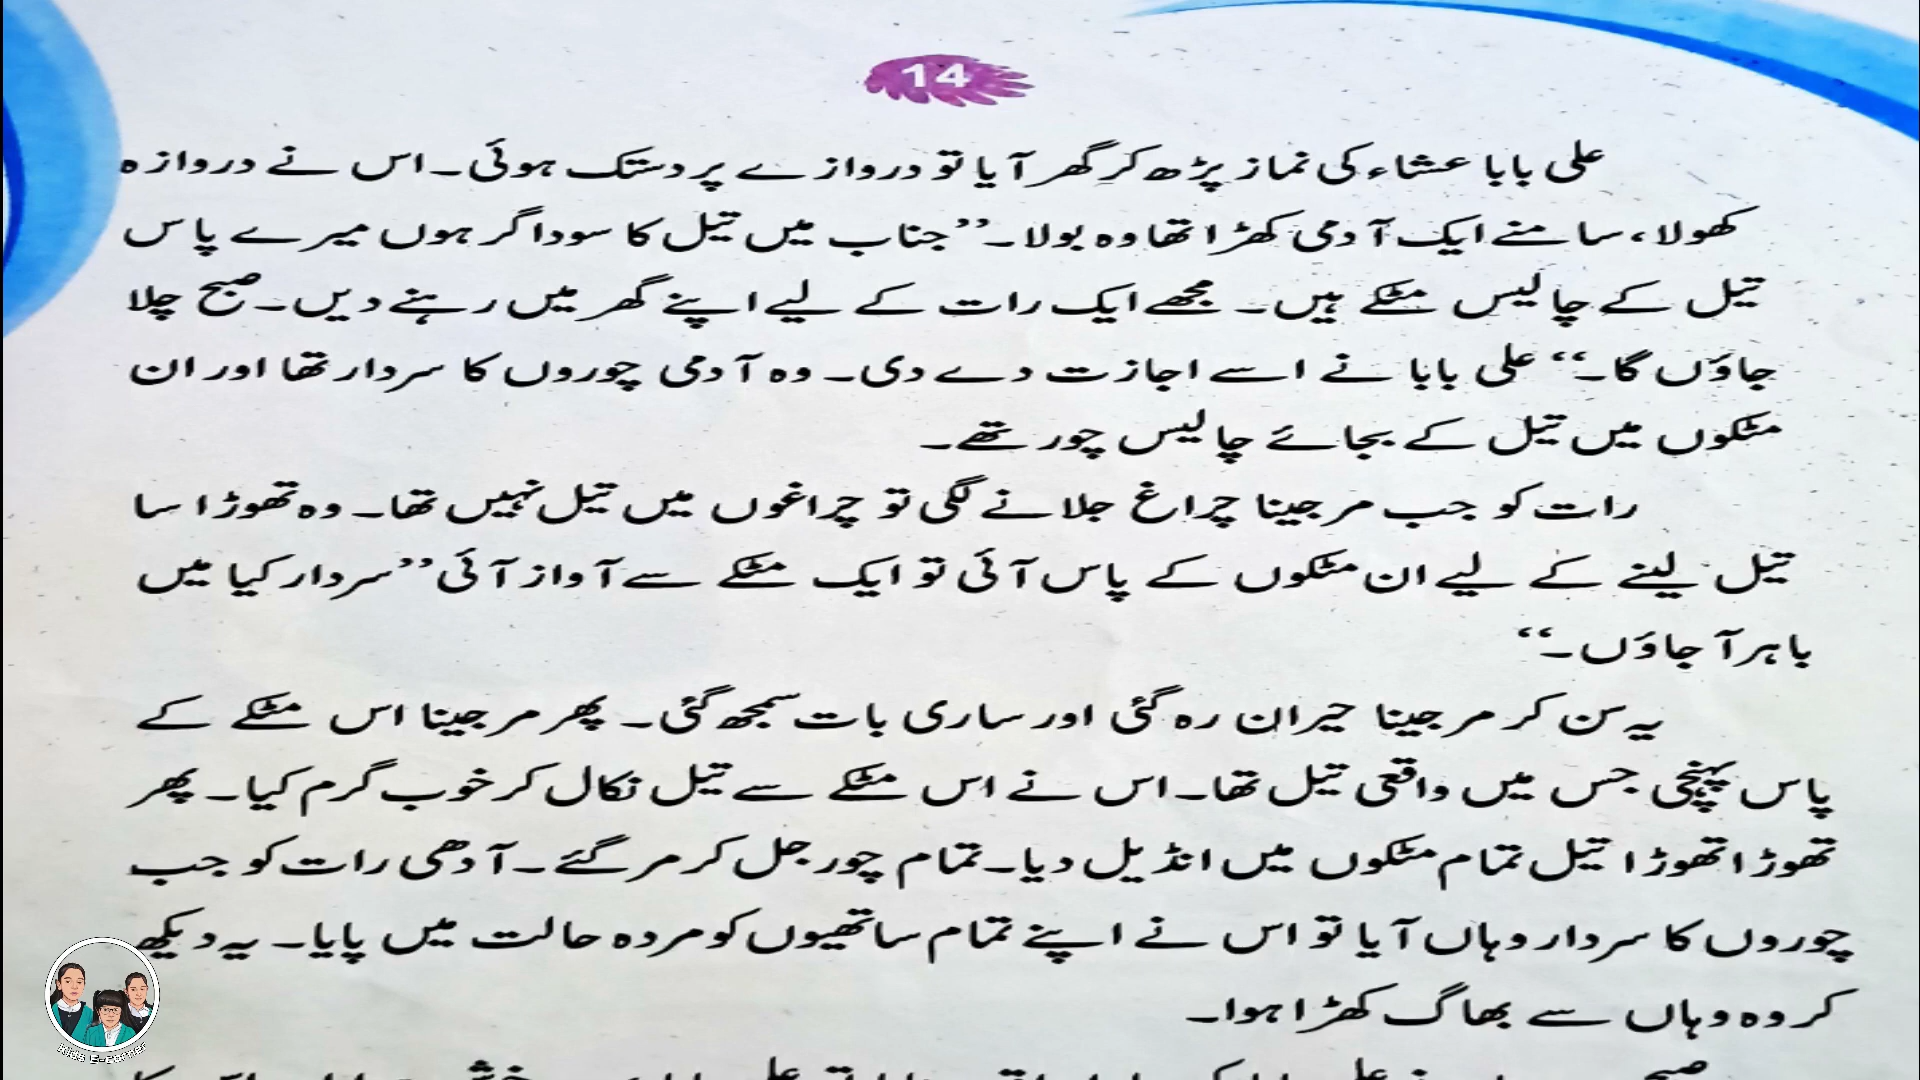 14
علی بابا عشاء کی نماز پڑھ کر گھر آیا تو دروازے پر دستک ہوئی۔ اس نے دروازہ
کھولا، سامنے ایک آدمی کھڑا تھا وہ بولا۔ ”جناب میں تیل کا سوداگر ہوں میرے پاس
تیل کے چالیس مٹکے ہیں۔ مجھے ایک رات کے لیے اپنے گھر میں رہنے دیں۔ صبح چلا
جاؤں گا۔“ علی بابا نے اسے اجازت دے دی۔ وہ آدمی چوروں کا سردار تھا اور ان
مٹکوں میں تیل کے بجائے چالیس چور تھے۔
رات کو جب مرجینا چراغ جلانے لگی تو چراغوں میں تیل نہیں تھا۔ وہ تھوڑا سا
تیل لینے کے لیے ان مٹکوں کے پاس آئی تو ایک مٹکے سے آواز آئی ”سردار کیا میں
باہر آ جاؤں۔“
یہ سن کر مرجینا حیران رہ گئی اور ساری بات سمجھ گئی۔ پھر مرجینا اس مٹکے کے
پاس پہنچی جس میں واقعی تیل تھا۔ اس نے اس مٹکے سے تیل نکال کر خوب گرم کیا۔ پھر
تھوڑا تھوڑا تیل تمام مٹکوں میں انڈیل دیا۔ تمام چور جل کر مر گئے۔ آدھی رات کو جب
چوروں کا سردار وہاں آیا تو اس نے اپنے تمام ساتھیوں کو مردہ حالت میں پایا۔ یہ دیکھ
کر وہ وہاں سے بھاگ کھڑا ہوا۔
Kids E-Corner